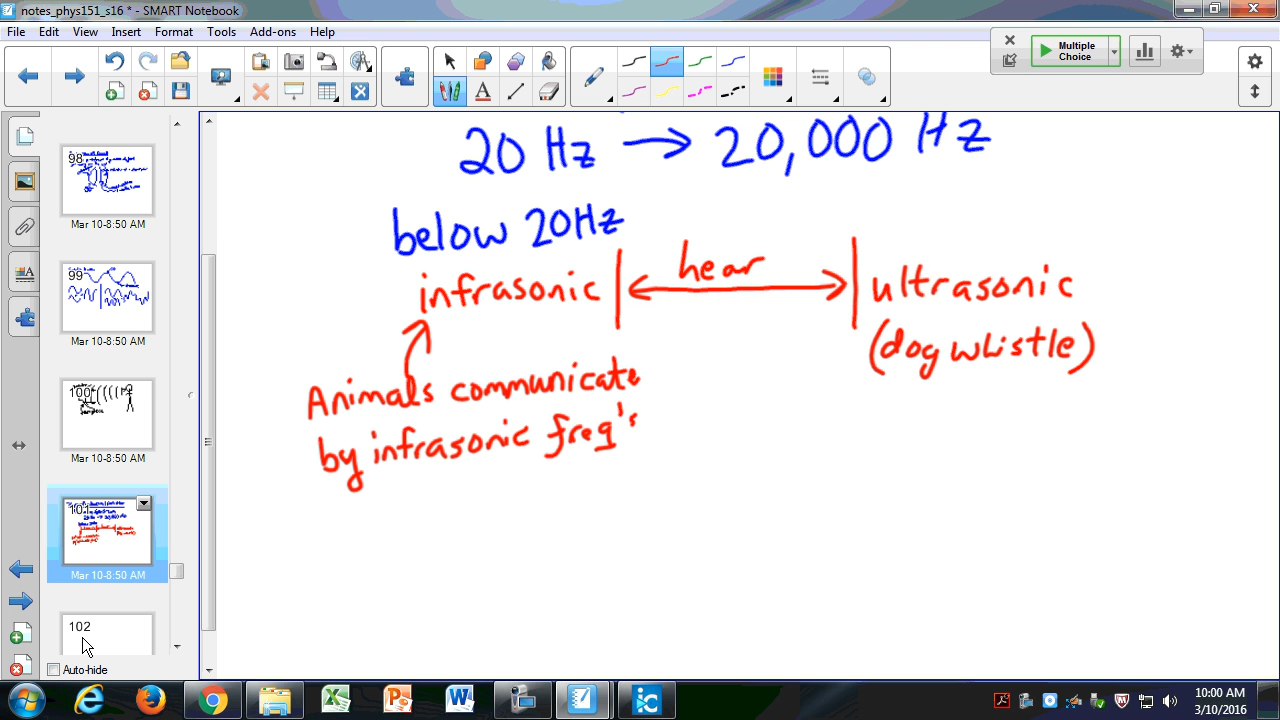 notes_phys151_s16 * - SMART Notebook
File Edit View Insert Format Tools Add-ons Help
Multiple
Choice
20 Hz → 20,000 Hz
below 20Hz
infrasonic hear ultrasonic
(dog whistle)
Animals communicate
by infrasonic freq's
98
Mar 10-8:50 AM
99
Mar 10-8:50 AM
100
Mar 10-8:50 AM
101
Mar 10-8:50 AM
102
Auto-hide
10:00 AM
3/10/2016